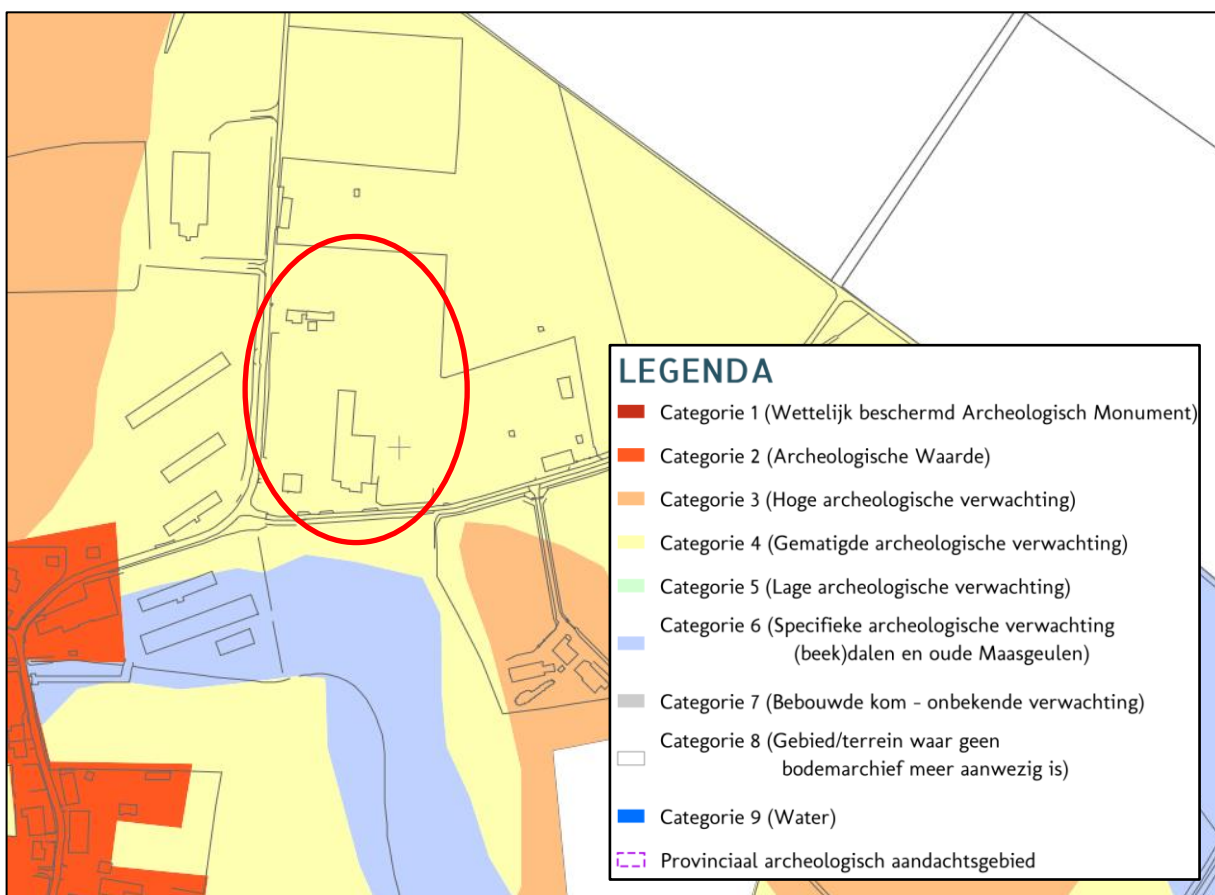 LEGENDA
Categorie 1 (Wettelijk beschermd Archeologisch Monument)
Categorie 2 (Archeologische Waarde)
Categorie 3 (Hoge archeologische verwachting)
Categorie 4 (Gematigde archeologische verwachting)
Categorie 5 (Lage archeologische verwachting)
Categorie 6 (Specifieke archeologische verwachting
(beek)dalen en oude Maasgeulen)
Categorie 7 (Bebouwde kom - onbekende verwachting)
Categorie 8 (Gebied/terrein waar geen
bodemarchief meer aanwezig is)
Categorie 9 (Water)
Provinciaal archeologisch aandachtsgebied